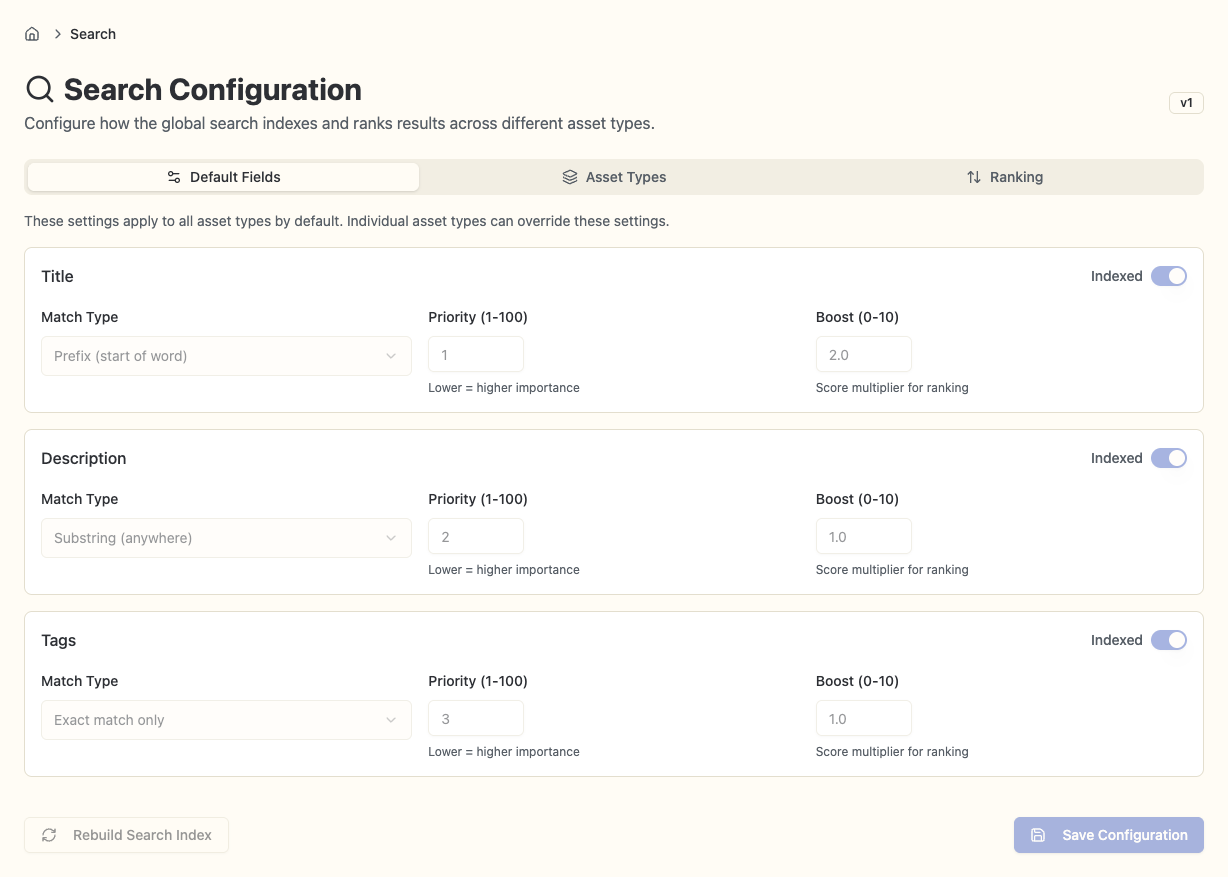 Search
Search Configuration
v1
Configure how the global search indexes and ranks results across different asset types.
Default Fields
Asset Types
Ranking
These settings apply to all asset types by default. Individual asset types can override these settings.
Title
Indexed
Match Type
Priority (1-100)
Boost (0-10)
Prefix (start of word)
1
2.0
Lower = higher importance
Score multiplier for ranking
Description
Indexed
Match Type
Priority (1-100)
Boost (0-10)
Substring (anywhere)
2
1.0
Lower = higher importance
Score multiplier for ranking
Tags
Indexed
Match Type
Priority (1-100)
Boost (0-10)
Exact match only
3
1.0
Lower = higher importance
Score multiplier for ranking
Rebuild Search Index
Save Configuration